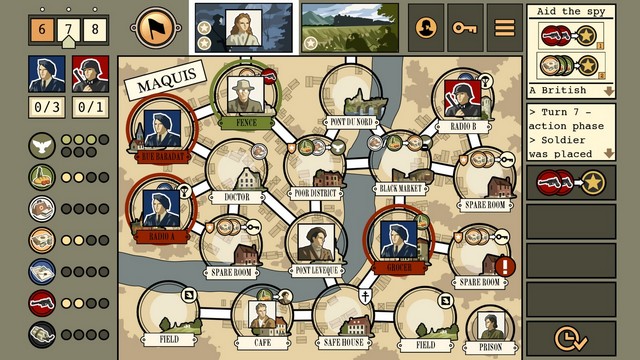 6 7 8
Aid the spy
1
A British
0/3 0/1
MAQUIS
FENCE
PONT DU NORD
RADIO B
> Turn 7 -
action phase
> Soldier
was placed
RUE BARADAT
DOCTOR
POOR DISTRICT
BLACK MARKET
SPARE ROOM
RADIO A
SPARE ROOM
PONT LEVEQUE
GROCER
SPARE ROOM
!
FIELD
CAFE
SAFE HOUSE
FIELD
PRISON